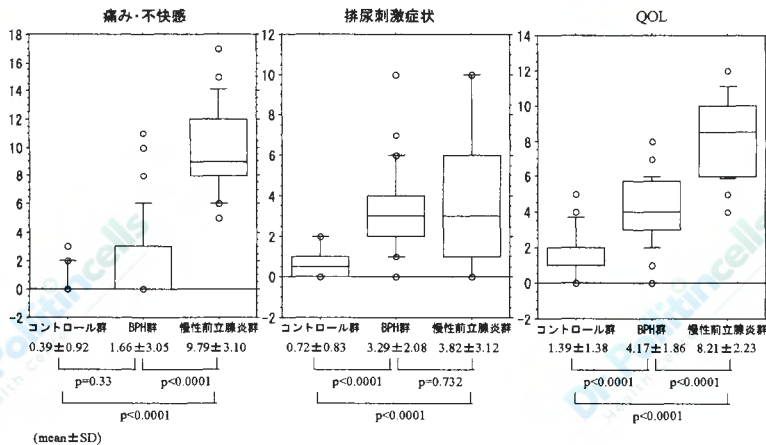 痛み・不快感
18
16
14
12
10
8
6
4
2
0
-2
コントロール群 BPH群 慢性前立腺炎群
0.39±0.92 1.66±3.05 9.79±3.10
p=0.33 p<0.0001
p<0.0001
(mean±SD)
排尿刺激症状
12
10
8
6
4
2
0
-2
コントロール群 BPH群 慢性前立腺炎群
0.72±0.83 3.29±2.08 3.82±3.12
p<0.0001 p=0.732
p<0.0001
QOL
14
12
10
8
6
4
2
0
-2
コントロール群 BPH群 慢性前立腺炎群
1.39±1.38 4.17±1.86 8.21±2.23
p<0.0001 p<0.0001
p<0.0001
Dr. Politincells
Health C